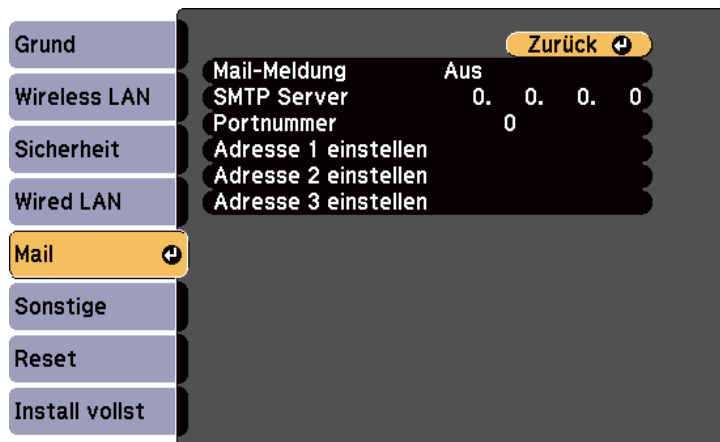 Grund
Wireless LAN
Sicherheit
Wired LAN
Mail
Sonstige
Reset
Install vollst
Zurück
Mail-Meldung Aus
SMTP Server 0. 0. 0. 0
Portnummer 0
Adresse 1 einstellen
Adresse 2 einstellen
Adresse 3 einstellen